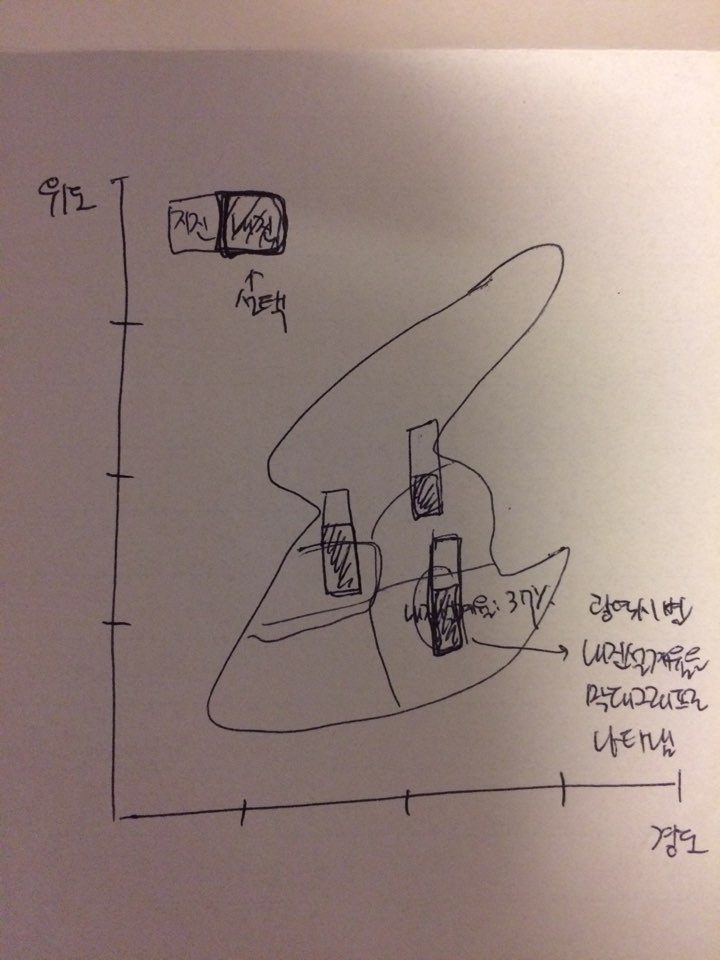 위도
지진 내진
↑
선택
내진설계율: 37%
광역시별
내진설계율을
막대그래프로
나타냄
경도